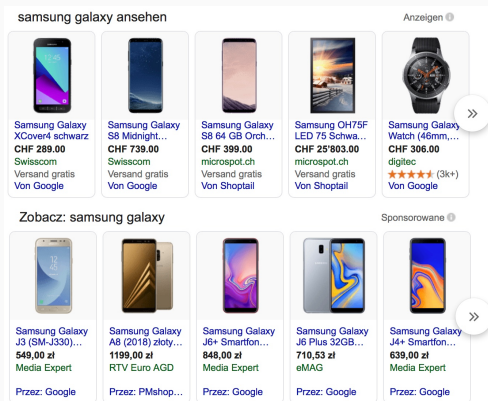 samsung galaxy ansehen
Anzeigen
Samsung Galaxy XCover4 schwarz
CHF 289.00
Swisscom
Versand gratis
Von Google
Samsung Galaxy S8 Midnight…
CHF 739.00
Swisscom
Versand gratis
Von Google
Samsung Galaxy S8 64 GB Orch…
CHF 399.00
microspot.ch
Versand gratis
Von Shoptail
Samsung OH75F LED 75 Schwa…
CHF 25'803.00
microspot.ch
Versand gratis
Von Shoptail
Samsung Galaxy Watch (46mm,…
CHF 306.00
digitec
(3k+)
Von Google
Zobacz: samsung galaxy
Sponsorowane
Samsung Galaxy J3 (SM-J330)…
549,00 zł
Media Expert
Przez: Google
Samsung Galaxy A8 (2018) złoty…
1199,00 zł
RTV Euro AGD
Przez: PMshop…
Samsung Galaxy J6+ Smartfon…
848,00 zł
Media Expert
Przez: Google
Samsung Galaxy J6 Plus 32GB…
710,53 zł
eMAG
Przez: Google
Samsung Galaxy J4+ Smartfon…
639,00 zł
Media Expert
Przez: Google